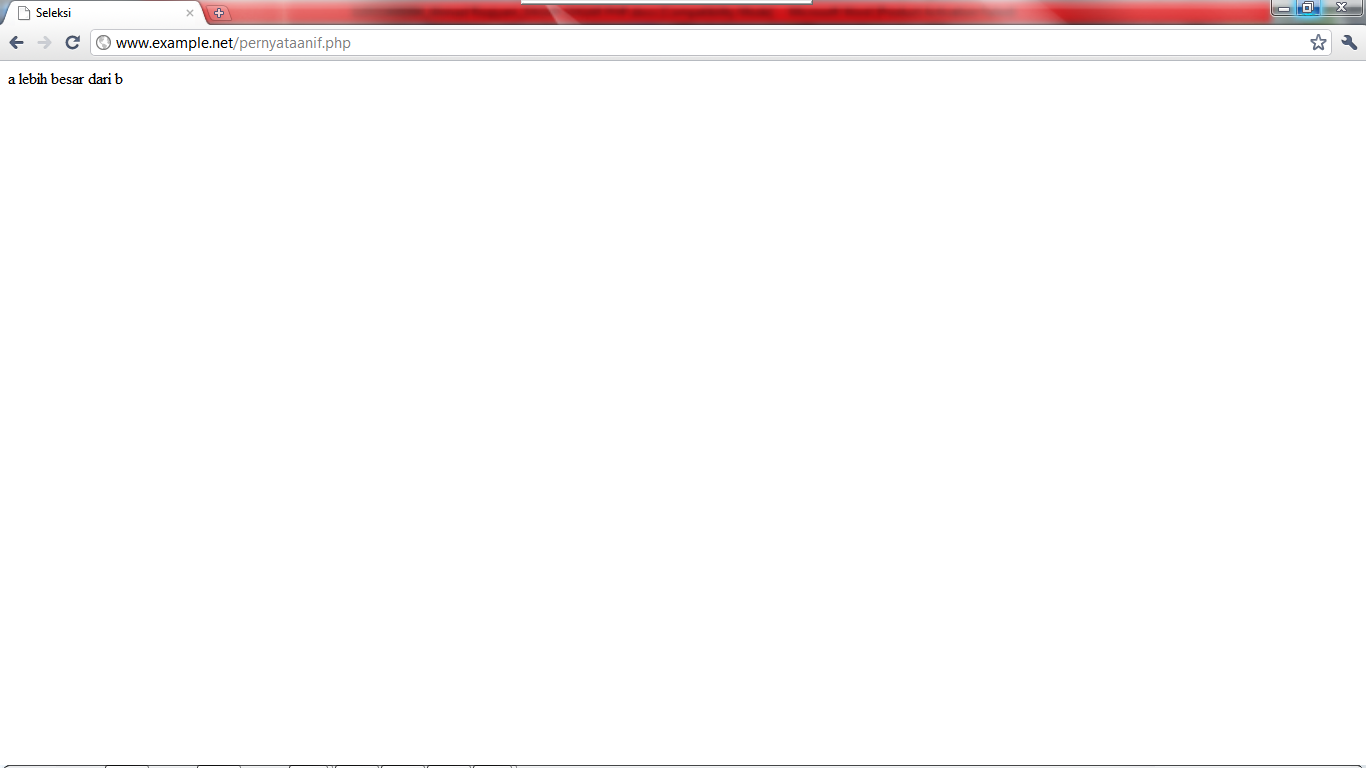 Seleksi
www.example.net/pernyataanif.php
a lebih besar dari b